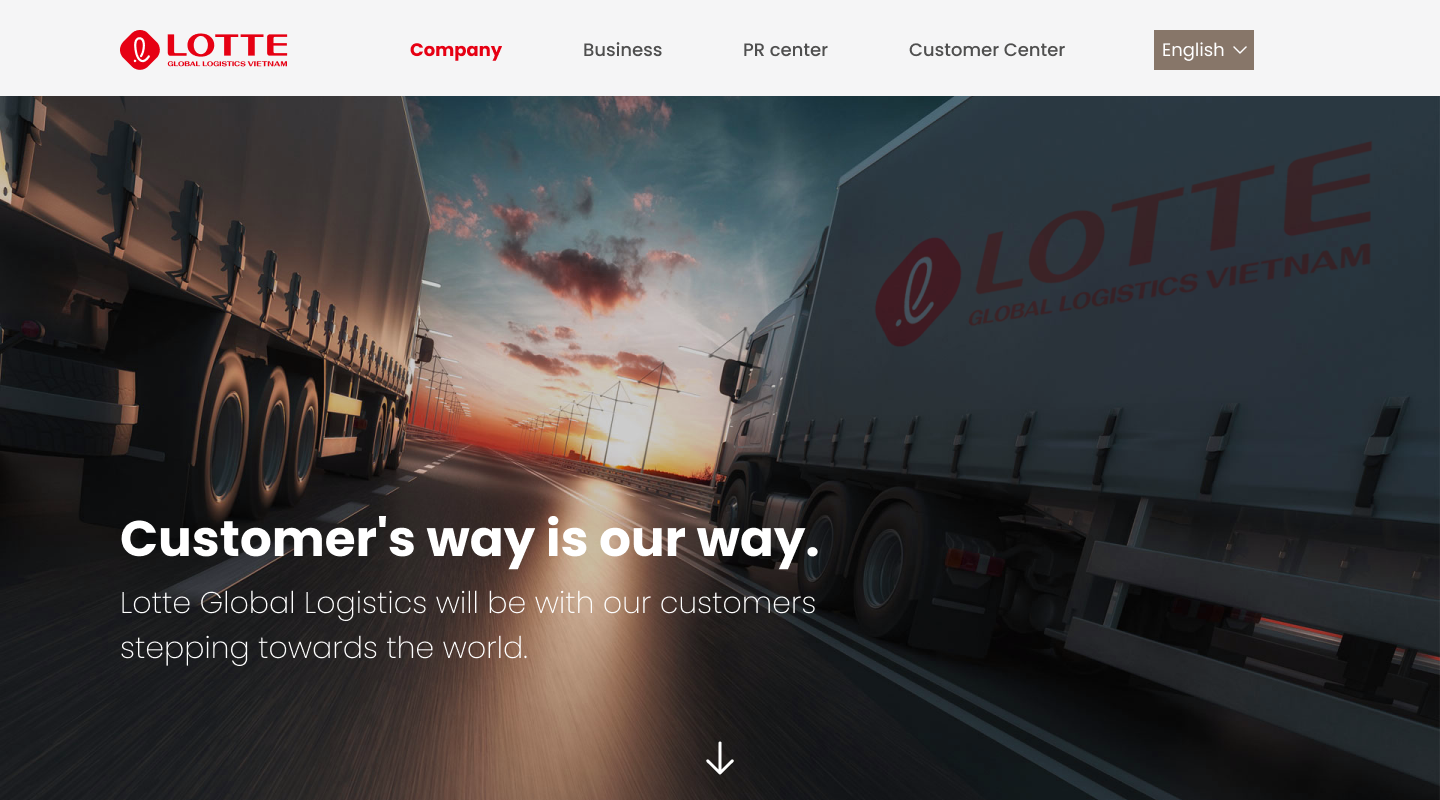 LOTTE
GLOBAL LOGISTICS VIETNAM
Company
Business
PR center
Customer Center
English
LOTTE
GLOBAL LOGISTICS VIETNAM
Customer's way is our way.
Lotte Global Logistics will be with our customers
stepping towards the world.